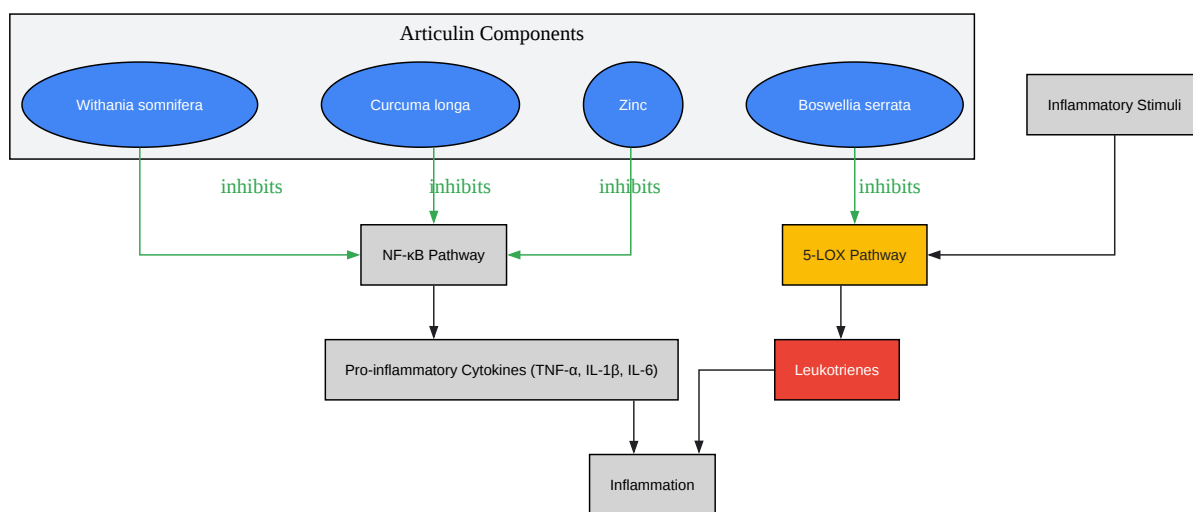 Articulin Components
Withania somnifera
Curcuma longa
Zinc
Boswellia serrata
Inflammatory Stimuli
inhibits
inhibits
inhibits
inhibits
NF-κB Pathway
5-LOX Pathway
Pro-inflammatory Cytokines (TNF-α, IL-1β, IL-6)
Leukotrienes
Inflammation